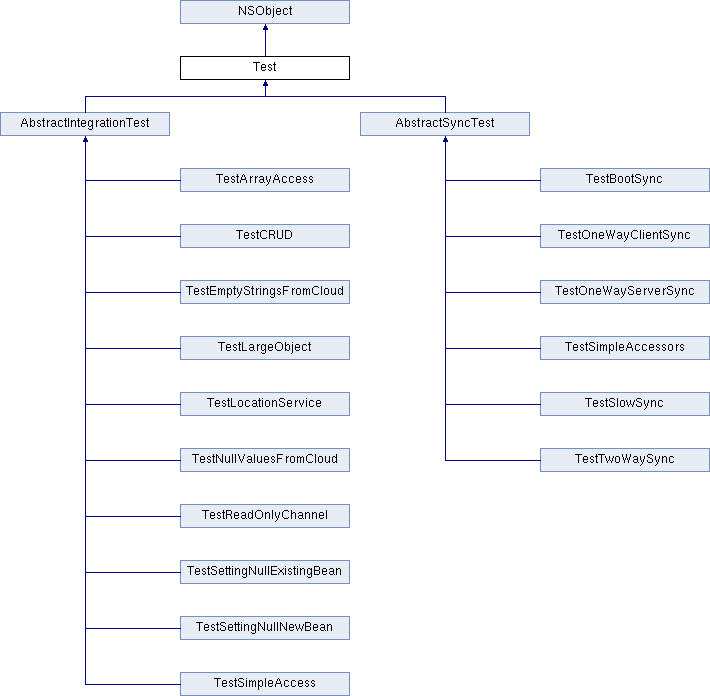 NSObject
Test
AbstractIntegrationTest
AbstractSyncTest
TestArrayAccess
TestBootSync
TestCRUD
TestOneWayClientSync
TestEmptyStringsFromCloud
TestOneWayServerSync
TestLargeObject
TestSimpleAccessors
TestLocationService
TestSlowSync
TestNullValuesFromCloud
TestTwoWaySync
TestReadOnlyChannel
TestSettingNullExistingBean
TestSettingNullNewBean
TestSimpleAccess